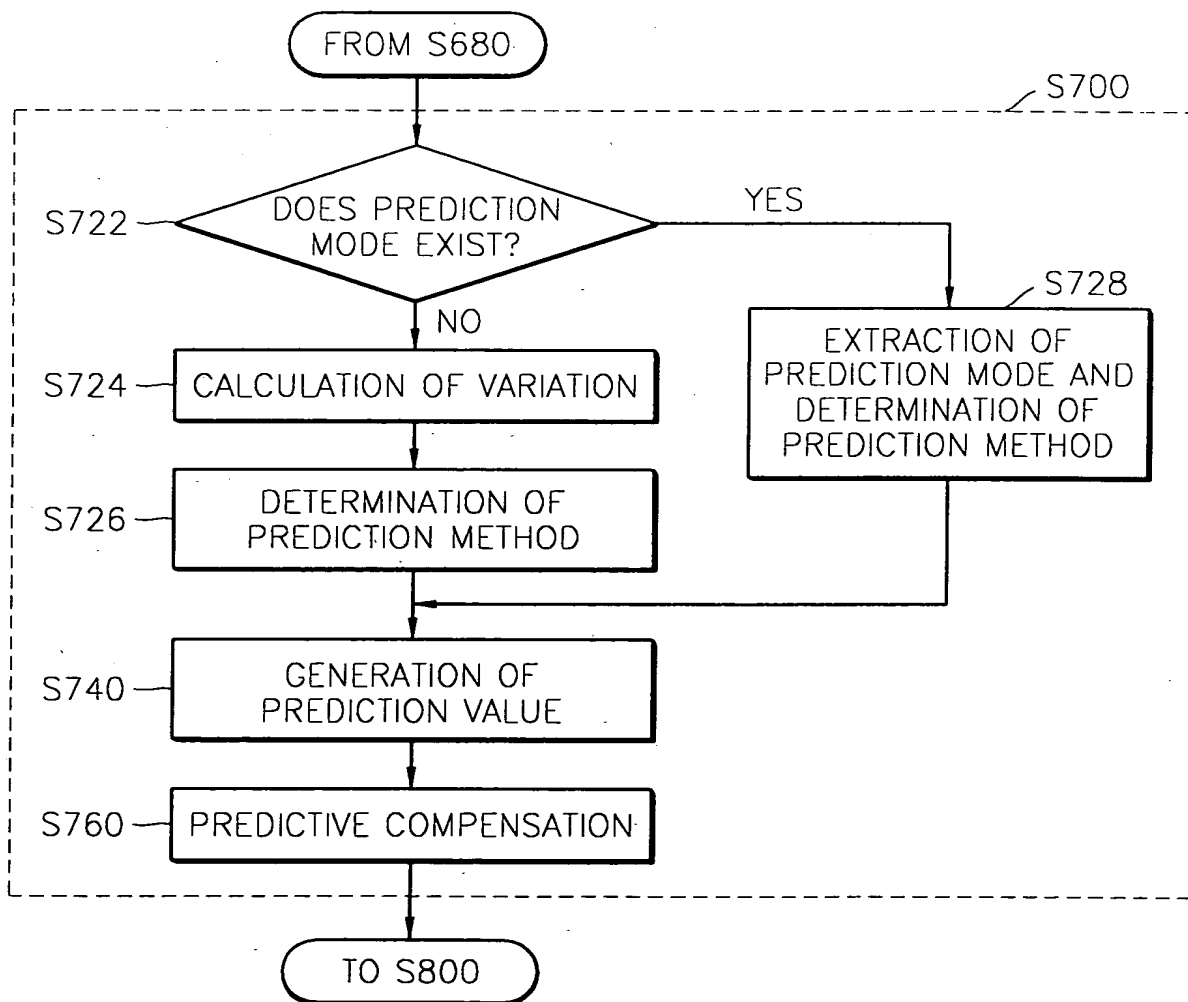 FROM S680
S700
S722
DOES PREDICTION
MODE EXIST?
YES
NO
S728
EXTRACTION OF
PREDICTION MODE AND
DETERMINATION OF
PREDICTION METHOD
S724
CALCULATION OF VARIATION
S726
DETERMINATION OF
PREDICTION METHOD
S740
GENERATION OF
PREDICTION VALUE
S760
PREDICTIVE COMPENSATION
TO S800